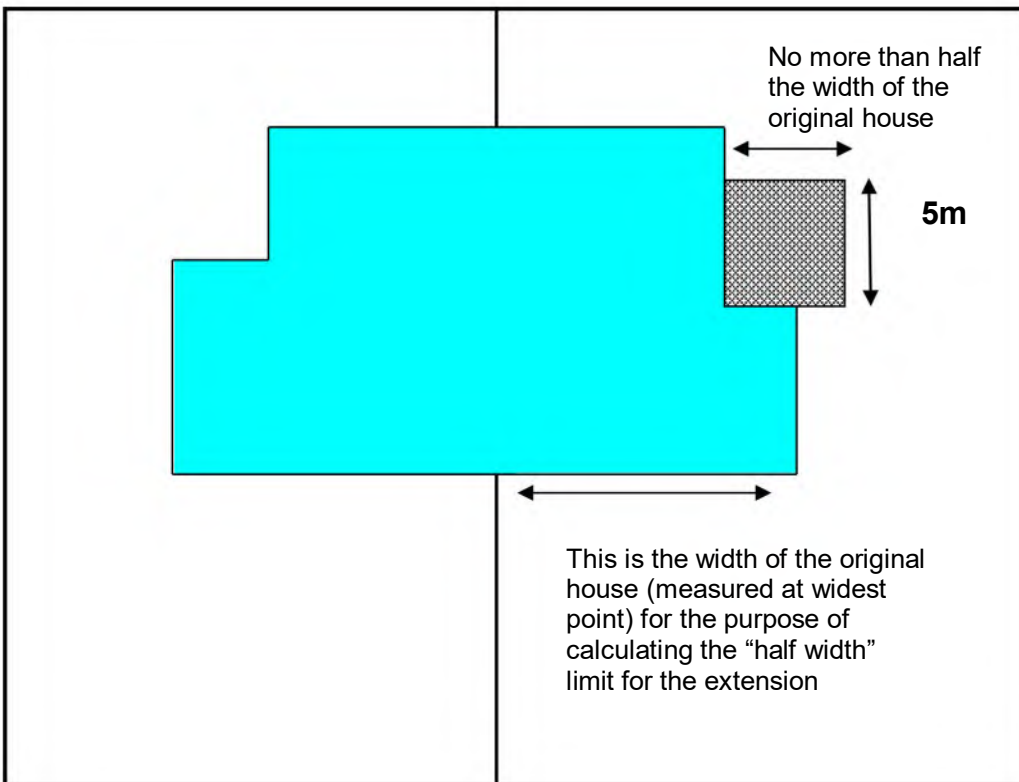 No more than half
the width of the
original house
5m
This is the width of the original
house (measured at widest
point) for the purpose of
calculating the “half width”
limit for the extension